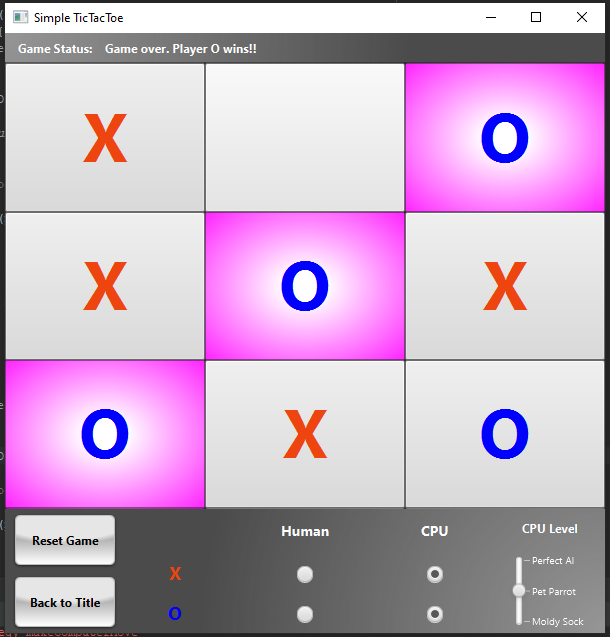 Simple TicTacToe
Game Status: Game over. Player O wins!!
X O
X O X
O X O
Human CPU CPU Level
Reset Game
X
Perfect AI
Pet Parrot
Back to Title
O
Moldy Sock